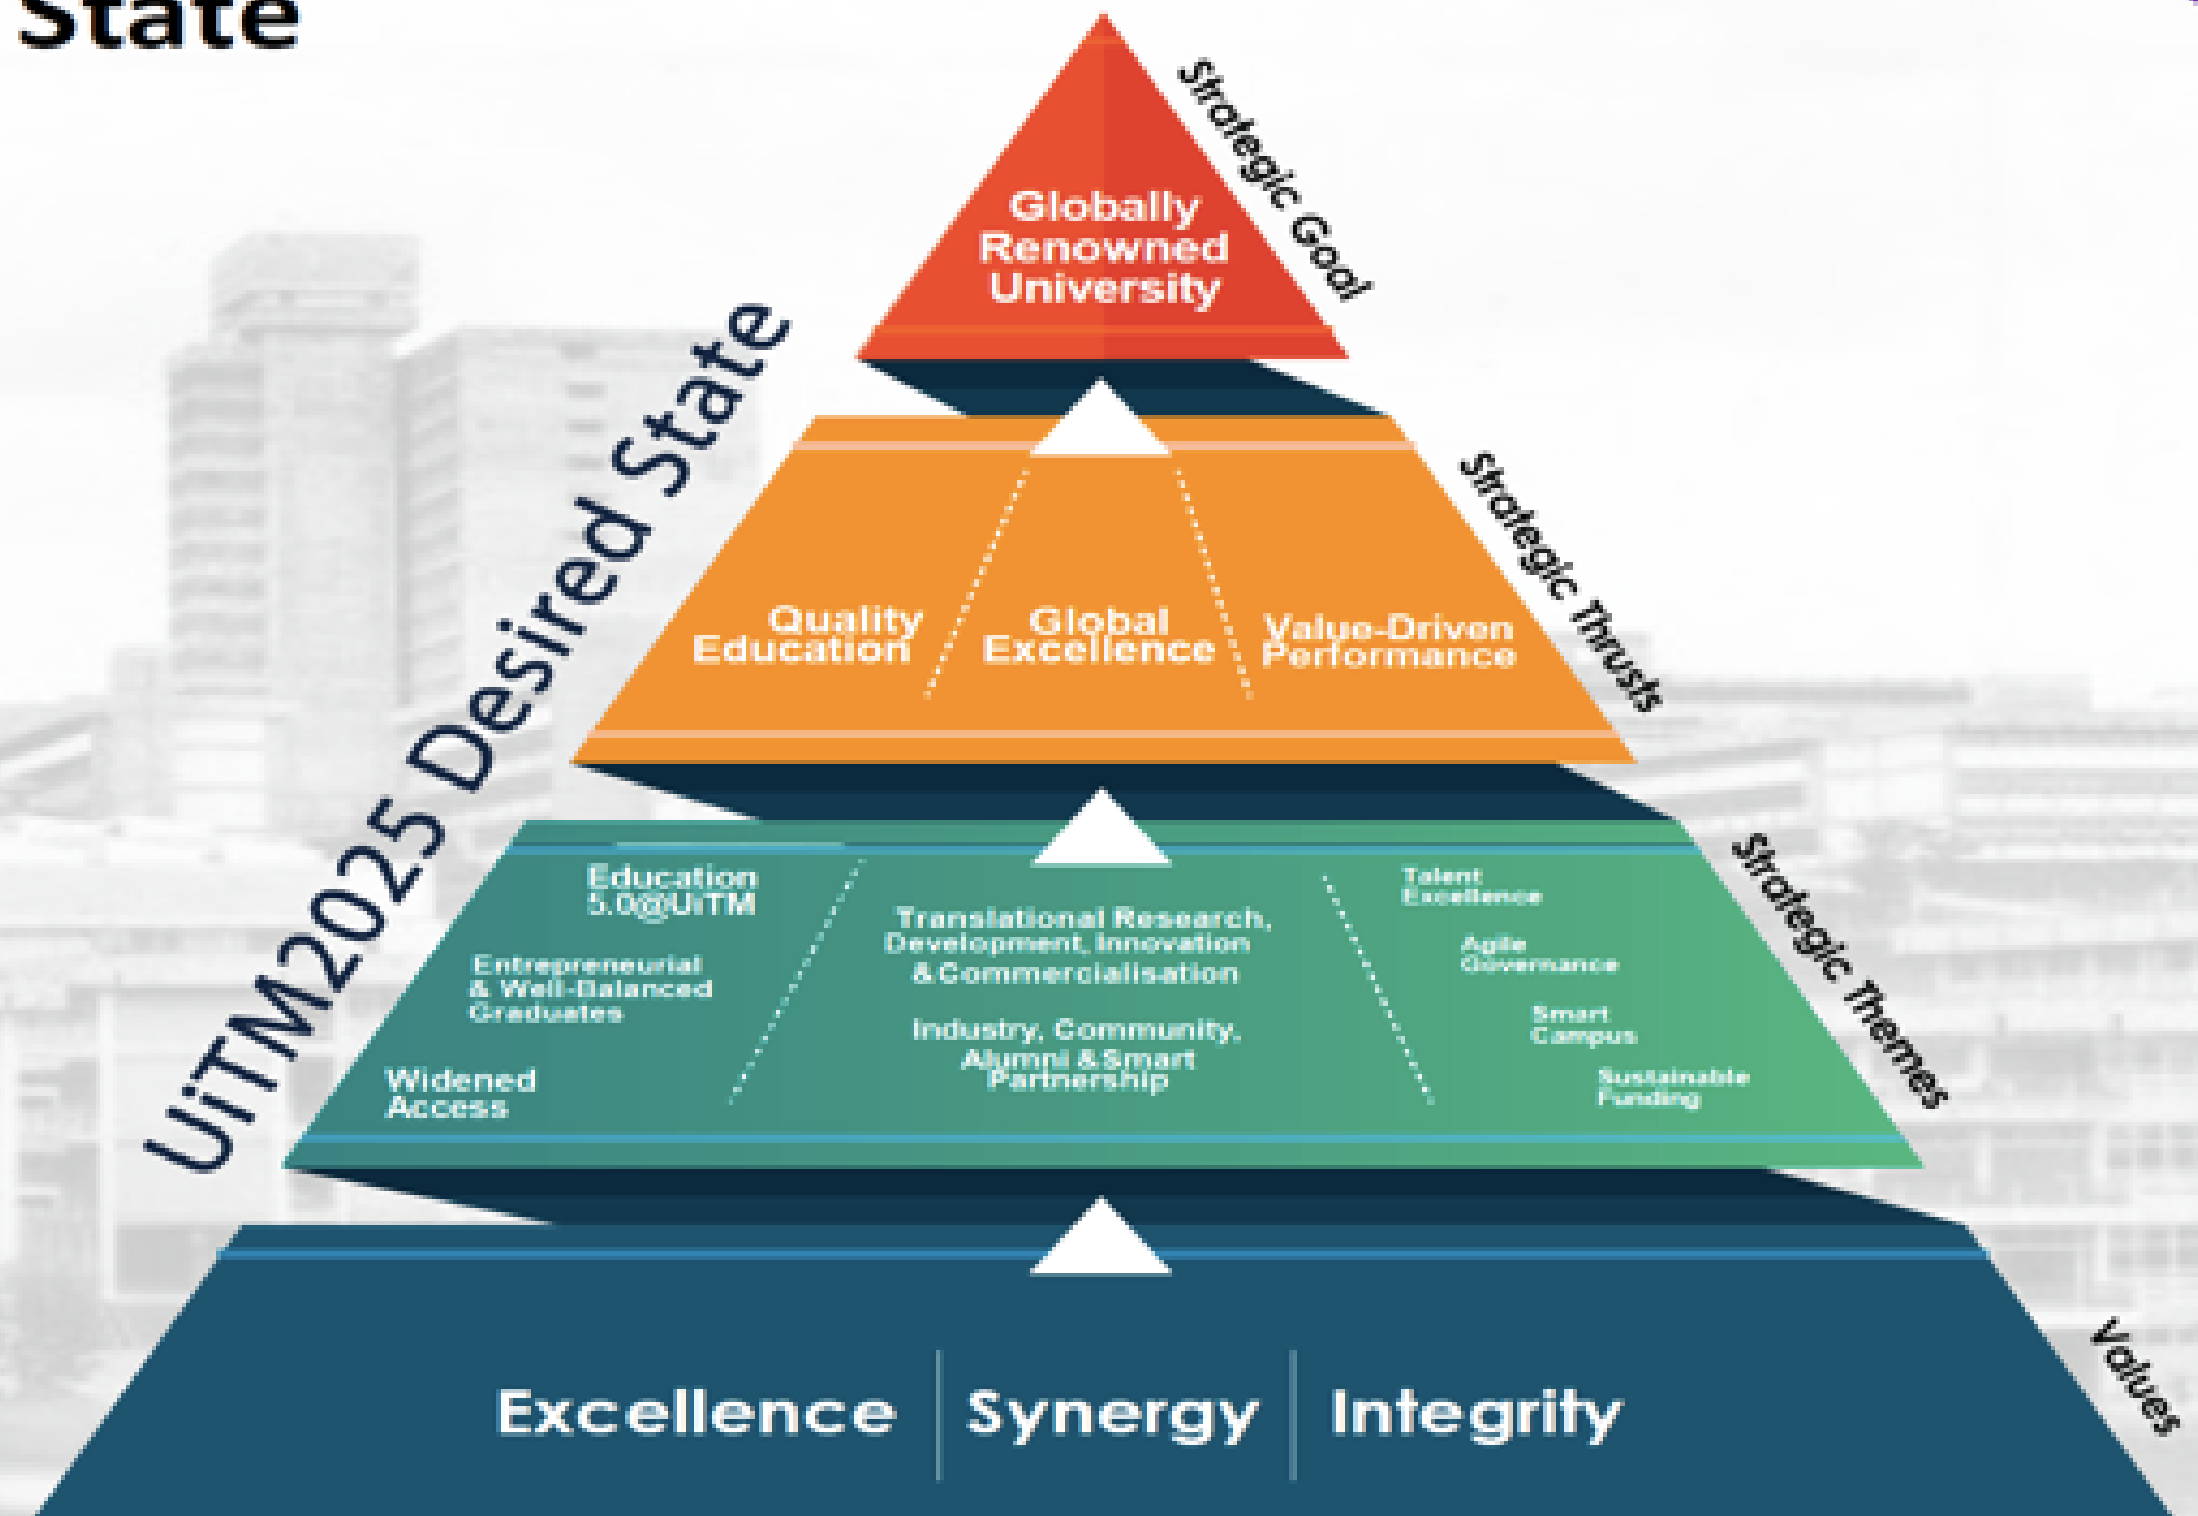 State
UiTM2025 Desired State
Strategic Goal
Globally
Renowned
University
Strategic Thrusts
Quality
Education
Global
Excellence
Value-Driven
Performance
Strategic Themes
Education
5.0@UiTM
Entrepreneurial
& Well-Balanced
Graduates
Widened
Access
Translational Research,
Development, Innovation
& Commercialisation
Industry, Community,
Alumni & Smart
Partnership
Talent
Excellence
Agile
Governance
Smart
Campus
Sustainable
Funding
Values
Excellence
Synergy
Integrity